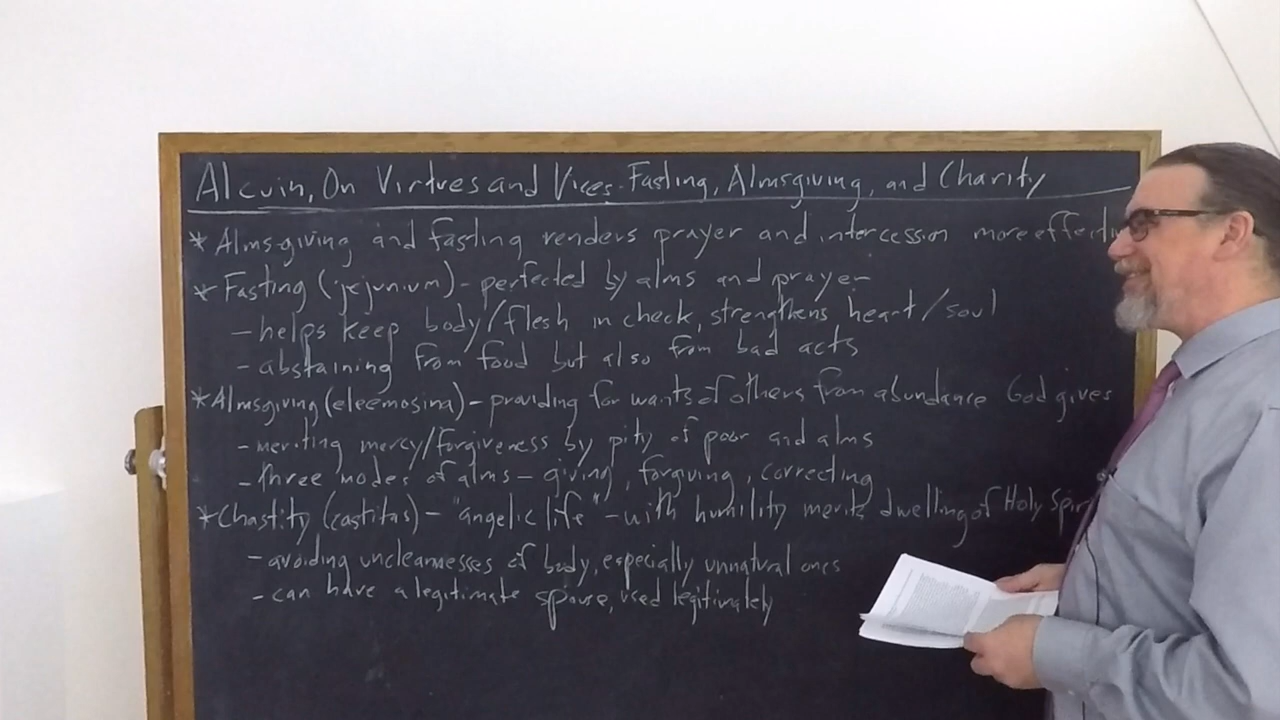 Alcuin, On Virtues and Vices - Fasting, Almsgiving, and Charity
* Almsgiving and fasting renders prayer and intercession more effectiv
* Fasting (jejunium) - perfected by alms and prayer
- helps keep body/flesh in check, strengthens heart/soul
- abstaining from food but also from bad acts
* Almsgiving (eleemosina) - providing for wants of others from abundance God gives
- meriting mercy/forgiveness by pity of poor and alms
- three modes of alms - giving, forgiving, correcting
* Chastity (castitas) - "angelic life" - with humility merits dwelling of Holy Spir
- avoiding uncleannesses of body, especially unnatural ones
- can have a legitimate spouse, used legitimately